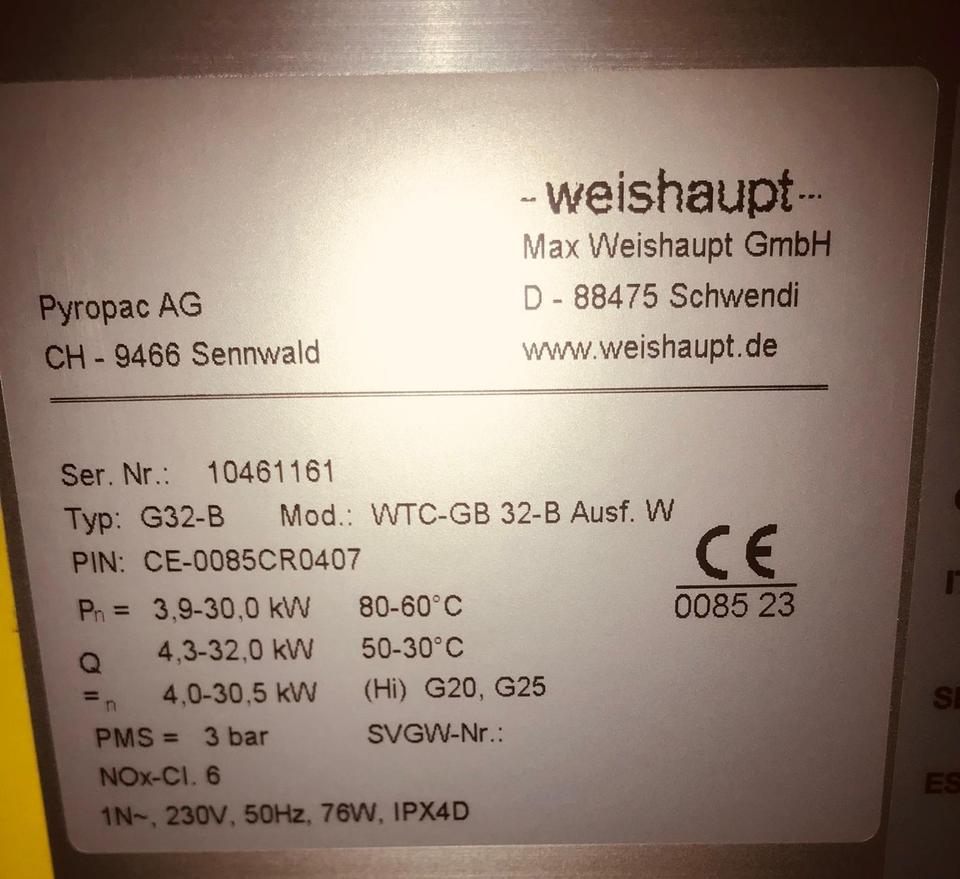 -weishaupt-
Max Weishaupt GmbH
Pyropac AG
D - 88475 Schwendi
CH - 9466 Sennwald
www.weishaupt.de
Ser. Nr.: 10461161
Typ: G32-B Mod.: WTC-GB 32-B Ausf. W
PIN: CE-0085CR0407
CE
0085 23
Pn = 3,9-30,0 kW 80-60°C
4,3-32,0 kW 50-30°C
Q
=n 4,0-30,5 kW (Hi) G20, G25
PMS = 3 bar SVGW-Nr.:
NOx-Cl. 6
1N~, 230V, 50Hz, 76W, IPX4D
ES